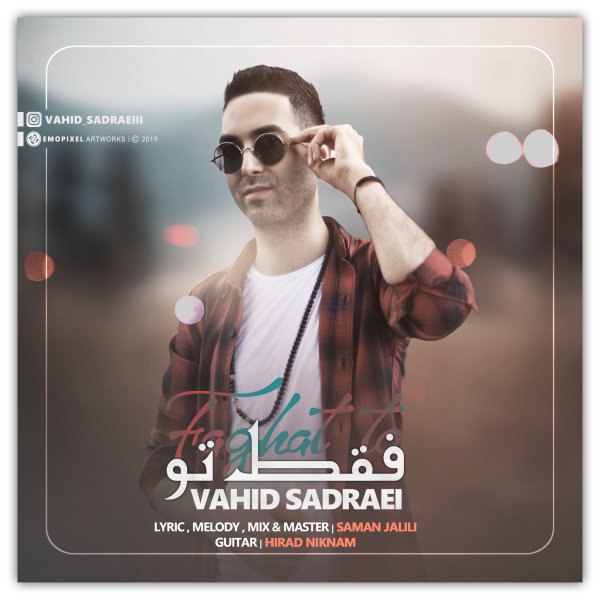 VAHID_SADRAEIII
EMOPIXEL ARTWORKS | © 2019
Faghat to
فقط تو
VAHID SADRAEI
LYRIC , MELODY , MIX & MASTER | SAMAN JALILI
GUITAR | HIRAD NIKNAM